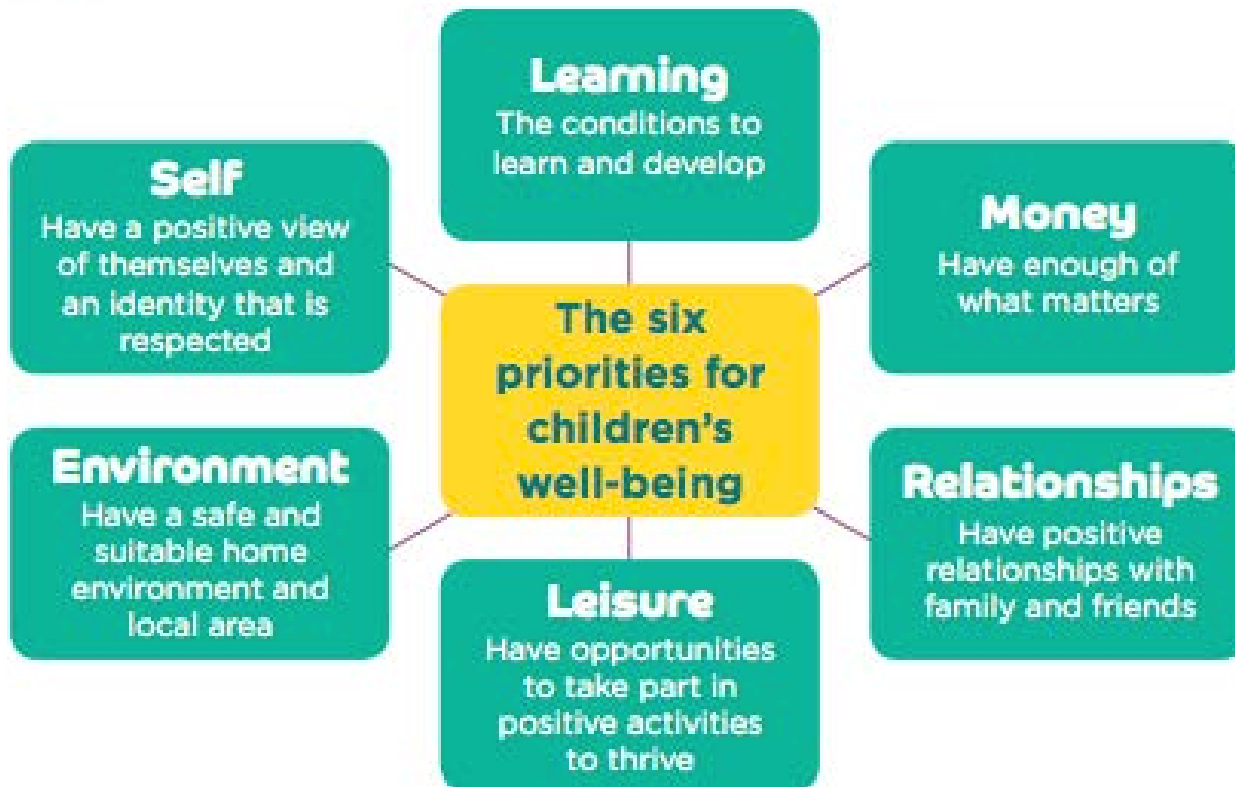 Learning
The conditions to
learn and develop
Self
Have a positive view
of themselves and
an identity that is
respected
Money
Have enough of
what matters
The six
priorities for
children's
well-being
Environment
Have a safe and
suitable home
environment and
local area
Relationships
Have positive
relationships with
family and friends
Leisure
Have opportunities
to take part in
positive activities
to thrive